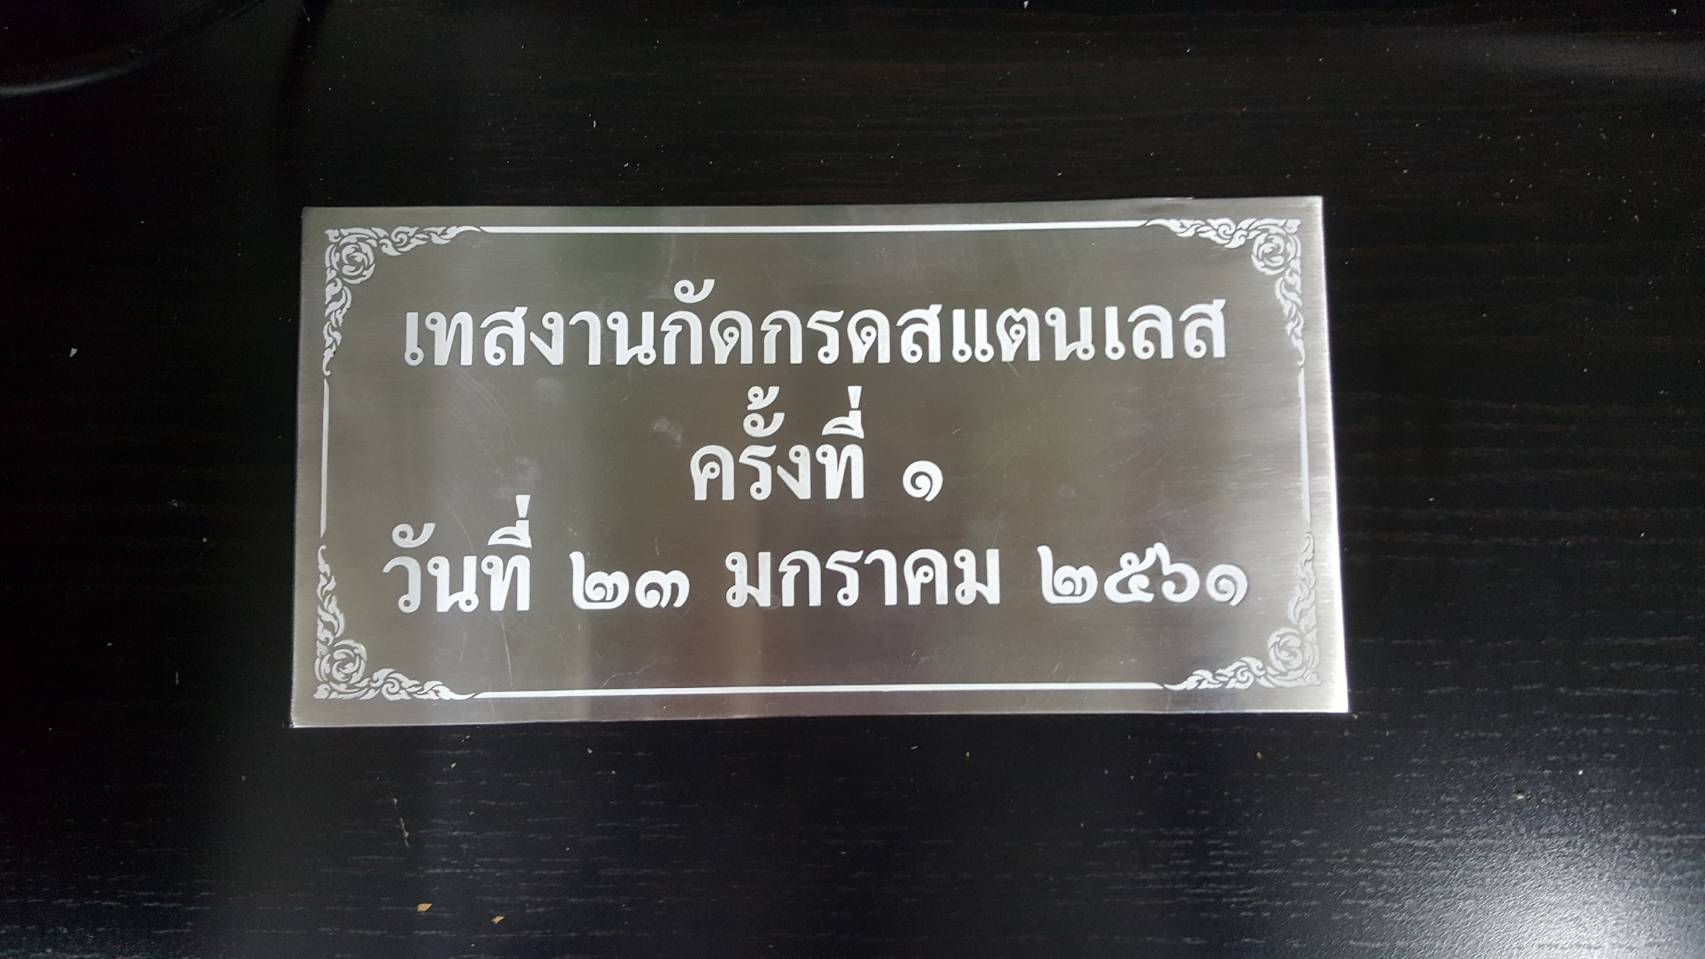 เทสงานกัดกรดสแตนเลส
ครั้งที่ ๑
วันที่ ๒๓ มกราคม ๒๕๖๑